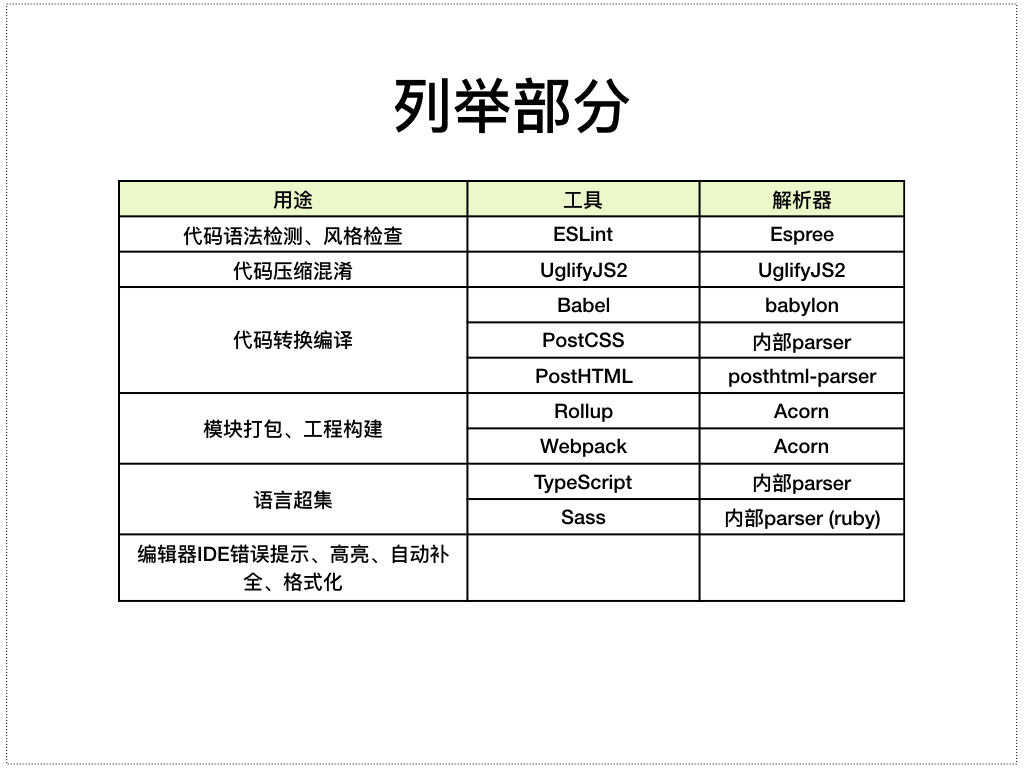 列举部分
用途 工具 解析器
代码语法检测、风格检查 ESLint Espree
代码压缩混淆 UglifyJS2 UglifyJS2
代码转换编译 Babel babylon
PostCSS 内部parser
PostHTML posthtml-parser
模块打包、工程构建 Rollup Acorn
Webpack Acorn
语言超集 TypeScript 内部parser
Sass 内部parser (ruby)
编辑器IDE错误提示、高亮、自动补
全、格式化